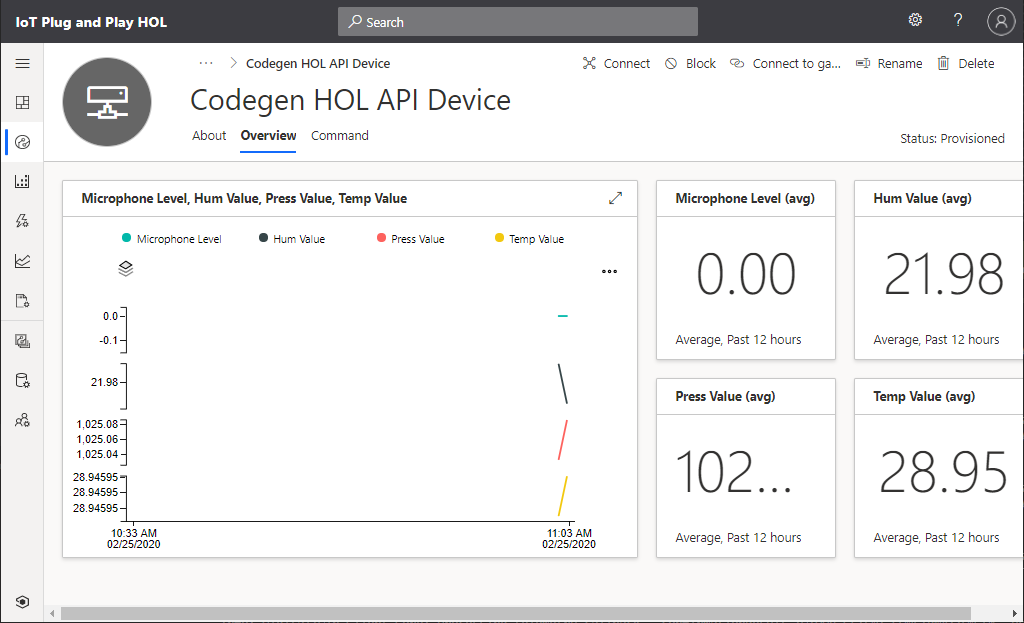 IoT Plug and Play HOL
Search
?
... > Codegen HOL API Device
Connect
Block
Connect to ga...
Rename
Delete
Codegen HOL API Device
About Overview Command
Status: Provisioned
Microphone Level, Hum Value, Press Value, Temp Value
Microphone Level
Hum Value
Press Value
Temp Value
0.0
-0.1
21.98
1,025.08
1,025.06
1,025.04
28.94595
28.94595
28.94595
10:33 AM
02/25/2020
11:03 AM
02/25/2020
Microphone Level (avg)
0.00
Average, Past 12 hours
Hum Value (avg)
21.98
Average, Past 12 hours
Press Value (avg)
102...
Average, Past 12 hours
Temp Value (avg)
28.95
Average, Past 12 hours